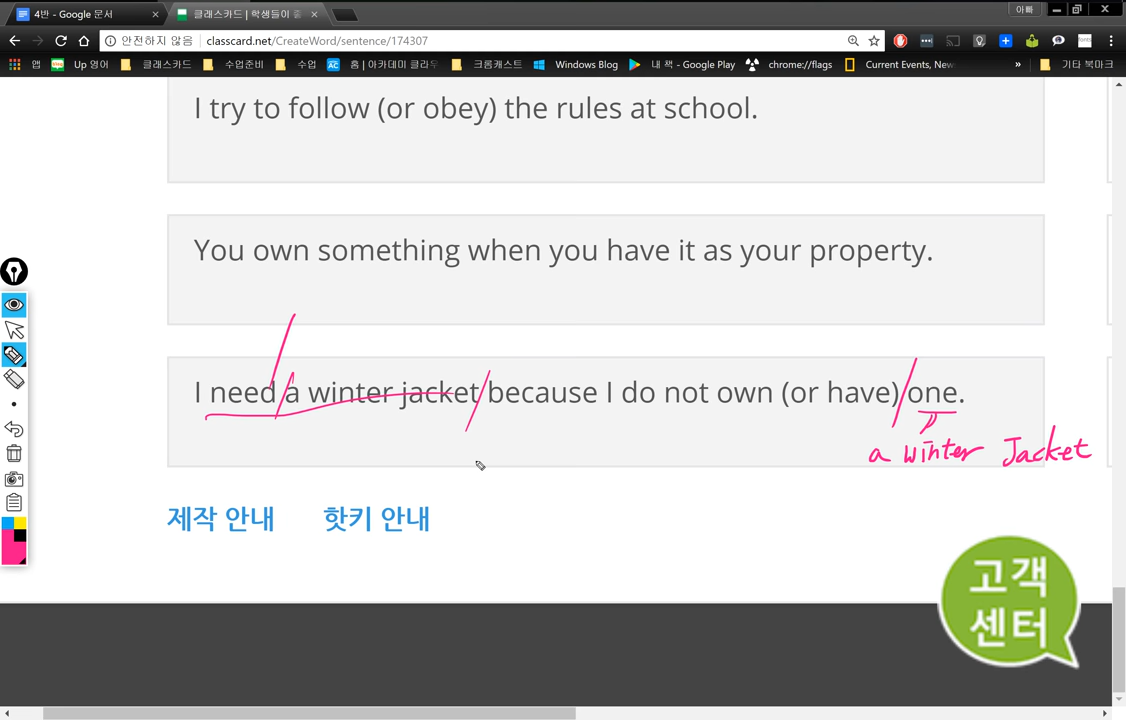 4반 - Google 문서
클래스카드 | 학생들이 좋
아빠
안전하지 않음
classcard.net/CreateWord/sentence/174307
앱
Up 영어
클래스카드
수업준비
수업
홈 | 아카데미 클라우
크롬캐스트
Windows Blog
내 책 - Google Play
chrome://flags
Current Events, New
»
기타 북마크
I try to follow (or obey) the rules at school.
You own something when you have it as your property.
I need a winter jacket because I do not own (or have) one.
a winter Jacket
제작 안내
핫키 안내
고객
센터